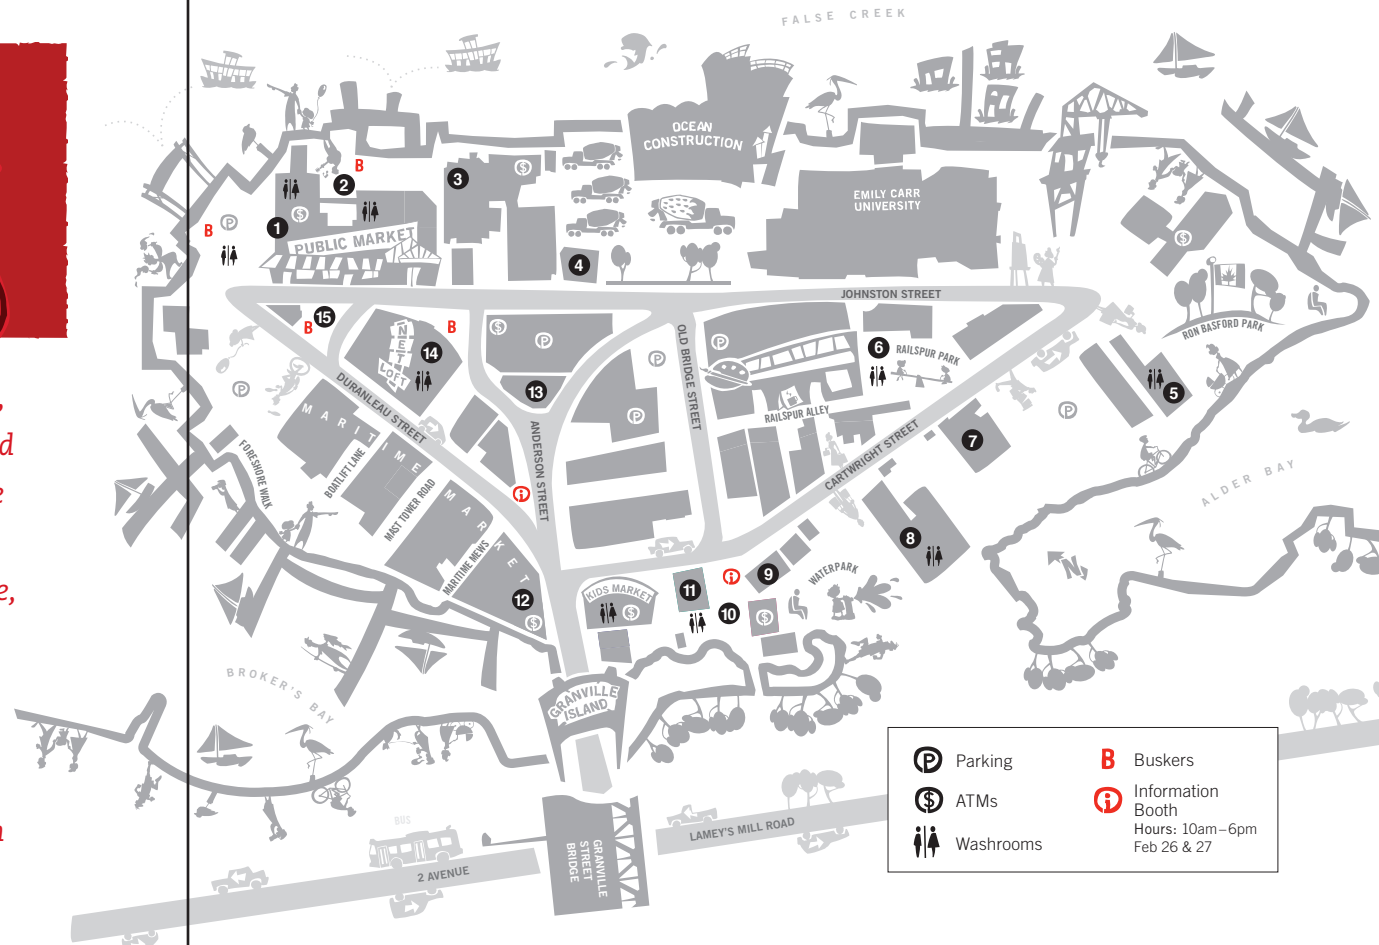 FALSE CREEK
OCEAN
CONSTRUCTION
B
2
3
$
EMILY CARR
UNIVERSITY
B
P
1
$
PUBLIC MARKET
4
$
RON BASFORD PARK
JOHNSTON STREET
15
B
B
NET
LOFT
14
$
P
13
P
P
P
OLD BRIDGE STREET
6
RAILSPUR PARK
RAILSPUR ALLEY
5
P
P
d
e
e,
n
DURANLEAU STREET
ANDERSON STREET
CARTWRIGHT STREET
7
8
MARITIME MARKET
BOATLIFT LANE
MAST TOWER ROAD
MARITIME MEWS
FORESHORE WALK
ALDER BAY
N
i
i
9
WATERPARK
11
10
$
KIDS MARKET
$
12
$
BROKER'S BAY
GRANVILLE
ISLAND
BUS
2 AVENUE
GRANVILLE
STREET
BRIDGE
LAMEY'S MILL ROAD
P Parking
$ ATMs
Washrooms
B Buskers
i Information
Booth
Hours: 10am–6pm
Feb 26 & 27